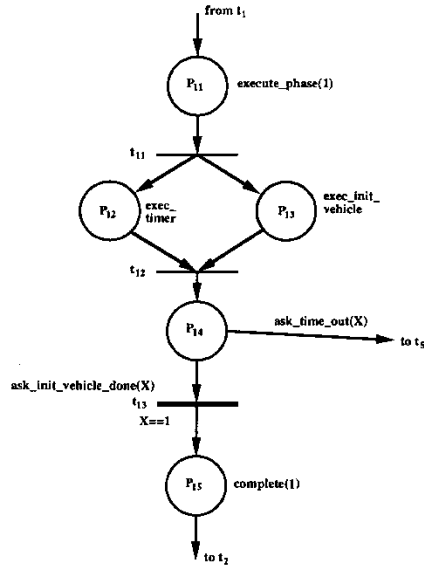 from t₁
P₁₁
execute_phase(1)
t₁₁
P₁₂
exec_
timer
P₁₃
exec_init_
vehicle
t₁₂
P₁₄
ask_time_out(X)
to t₅
ask_init_vehicle_done(X)
t₁₃
X==1
P₁₅
complete(1)
to t₂